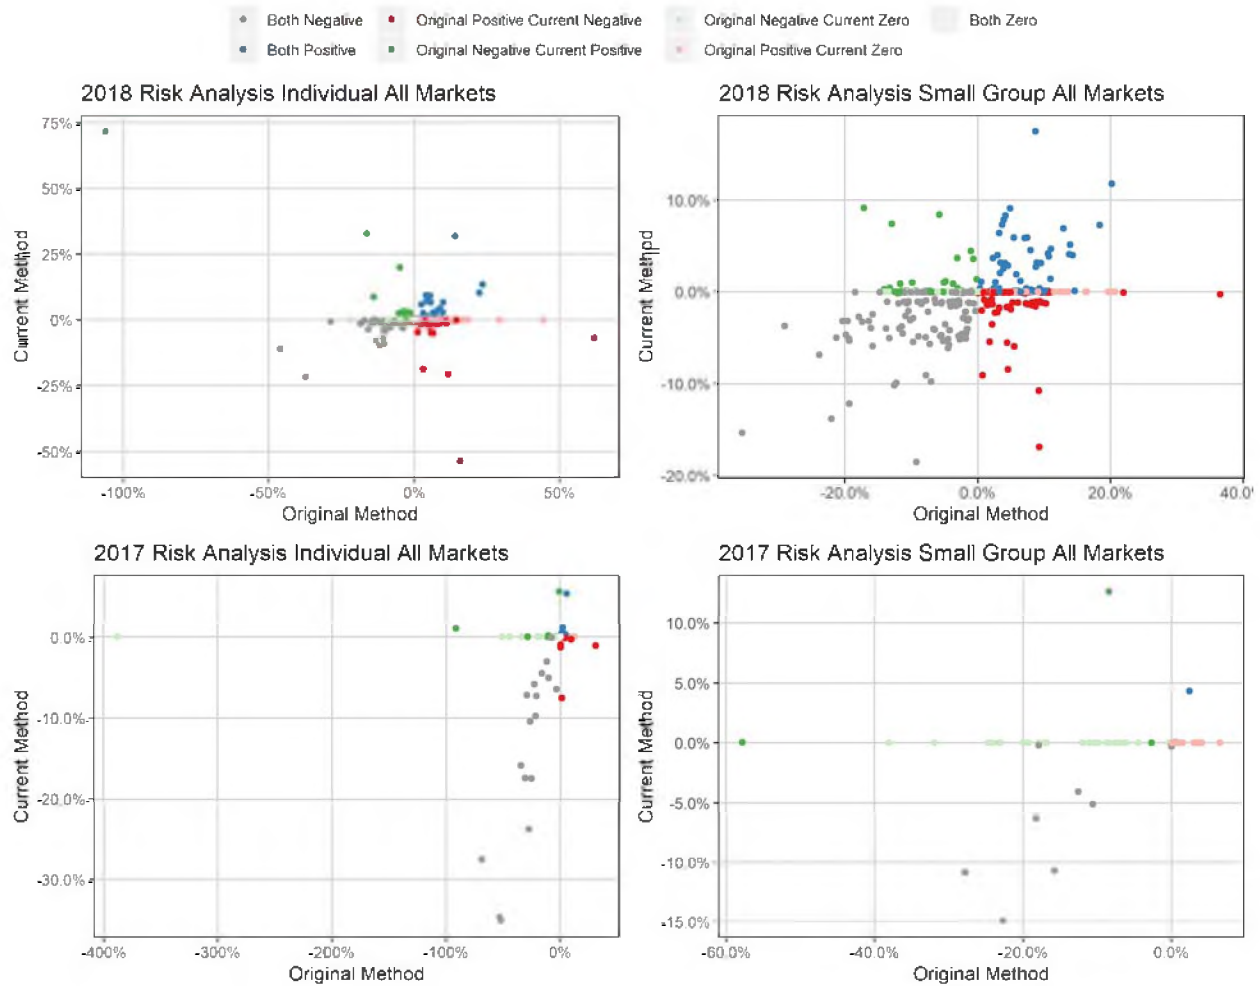 Both Negative Original Positive Current Negative Original Negative Current Zero Both Zero
Both Positive Original Negative Current Positive Original Positive Current Zero
2018 Risk Analysis Individual All Markets
75%
50%
25%
0%
-25%
-50%
Current Method
-100% -50% 0% 50%
Original Method
2018 Risk Analysis Small Group All Markets
10.0%
0.0%
-10.0%
-20.0%
Current Method
-20.0% 0.0% 20.0% 40.0
Original Method
2017 Risk Analysis Individual All Markets
0.0%
-10.0%
-20.0%
-30.0%
Current Method
-400% -300% -200% -100% 0%
Original Method
2017 Risk Analysis Small Group All Markets
10.0%
5.0%
0.0%
-5.0%
-10.0%
-15.0%
Current Method
-60.0% -40.0% -20.0% 0.0%
Original Method